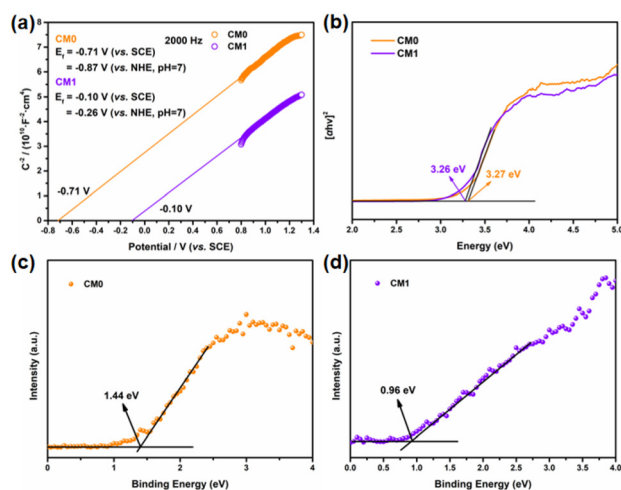 (a)
CM0
E_f = -0.71 V (vs. SCE)
= -0.87 V (vs. NHE, pH=7)
CM1
E_f = -0.10 V (vs. SCE)
= -0.26 V (vs. NHE, pH=7)
2000 Hz
CM0
CM1
-0.71 V
-0.10 V
C⁻² / (10¹⁰·F⁻²·cm⁴)
8
7
6
5
4
3
2
1
0
-0.8 -0.6 -0.4 -0.2 0.0 0.2 0.4 0.6 0.8 1.0 1.2 1.4
Potential / V (vs. SCE)
(b)
CM0
CM1
3.26 eV
3.27 eV
[αhv]²
2.0 2.5 3.0 3.5 4.0 4.5 5.0
Energy (eV)
(c)
CM0
1.44 eV
Intensity (a.u.)
0 1 2 3 4
Binding Energy (eV)
(d)
CM1
0.96 eV
Intensity (a.u.)
0.0 0.5 1.0 1.5 2.0 2.5 3.0 3.5 4.0
Binding Energy (eV)